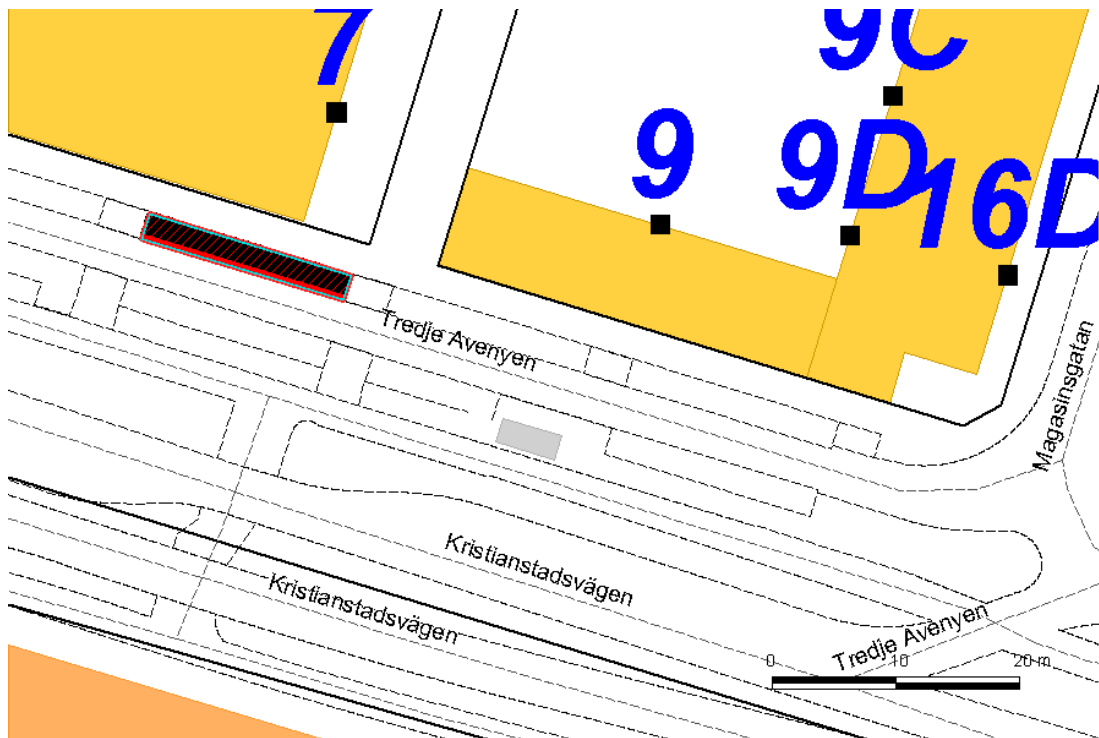 7
9C
9
9D
16D
Tredje Avenyen
Magasinsgatan
Kristianstadsvägen
Kristianstadsvägen
Tredje Avenyen
0 10 20 m